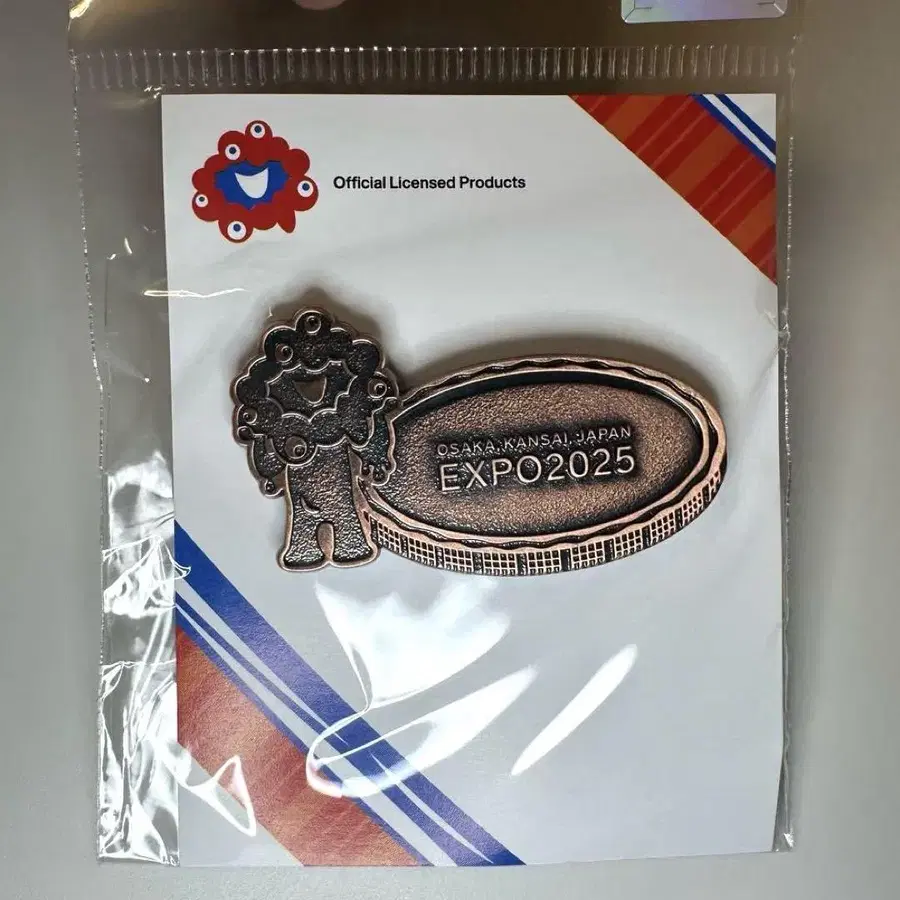 Official Licensed Products
OSAKA, KANSAI, JAPAN
EXPO2025